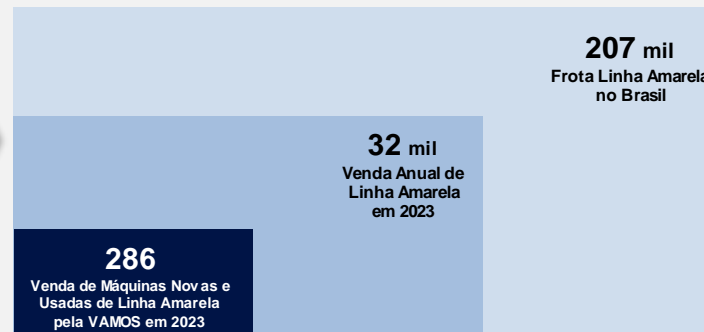 207 mil
Frota Linha Amarela
no Brasil
32 mil
Venda Anual de
Linha Amarela
em 2023
286
Venda de Máquinas Novas e
Usadas de Linha Amarela
pela VAMOS em 2023